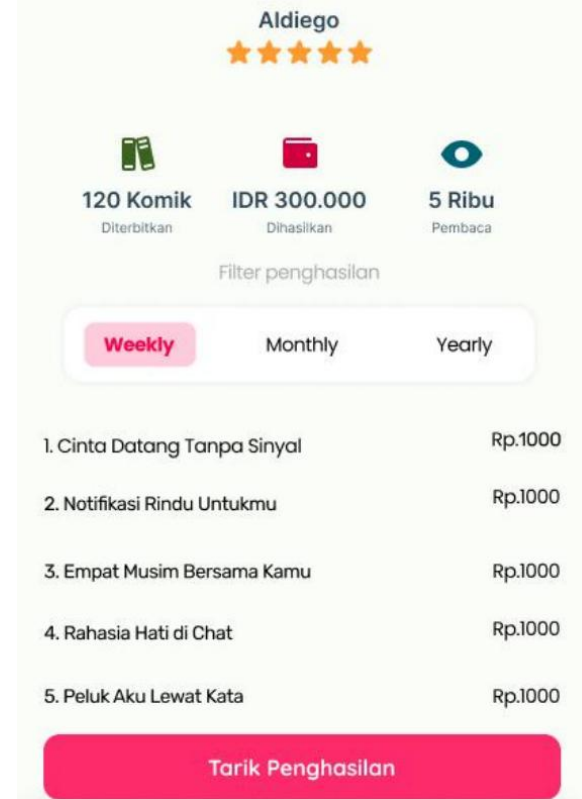 Aldiego
120 Komik IDR 300.000 5 Ribu
Diterbitkan Dihasilkan Pembaca
Filter penghasilan
Weekly Monthly Yearly
1. Cinta Datang Tanpa Sinyal Rp.1000
2. Notifikasi Rindu Untukmu Rp.1000
3. Empat Musim Bersama Kamu Rp.1000
4. Rahasia Hati di Chat Rp.1000
5. Peluk Aku Lewat Kata Rp.1000
Tarik Penghasilan